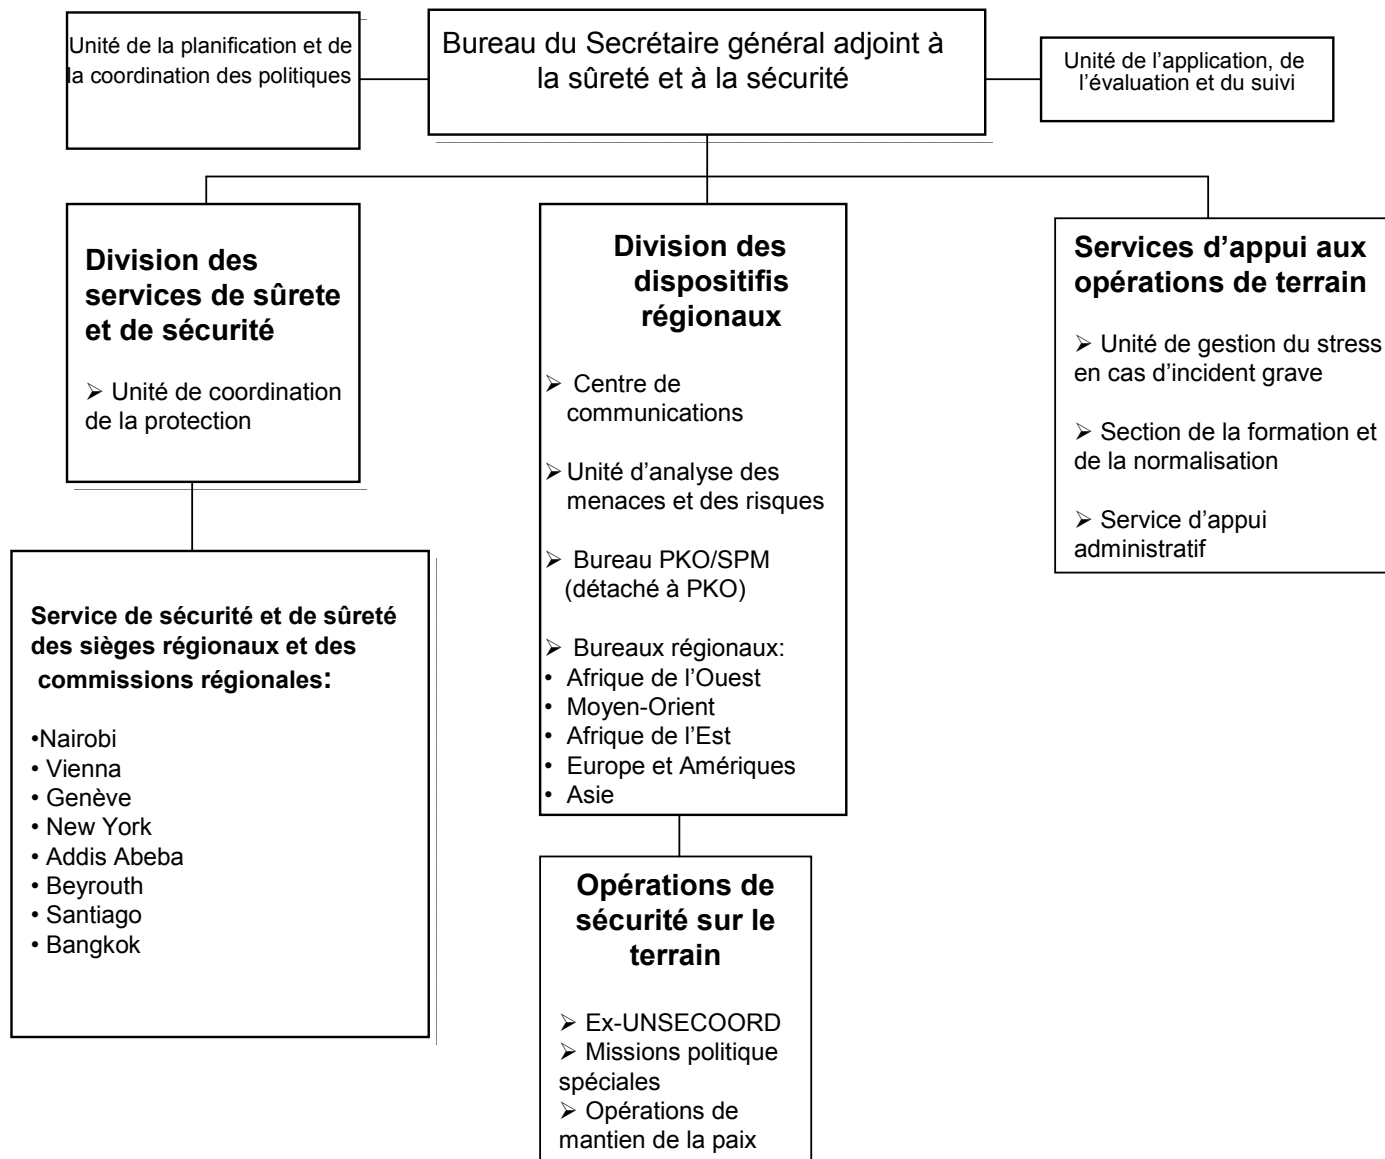 Unité de la planification et de
la coordination des politiques
Bureau du Secrétaire général adjoint à
la sûreté et à la sécurité
Unité de l’application, de
l’évaluation et du suivi
Division des
services de sûrete
et de sécurité
➢ Unité de coordination
de la protection
Service de sécurité et de sûreté
des sièges régionaux et des
commissions régionales:
•Nairobi
• Vienna
• Genève
• New York
• Addis Abeba
• Beyrouth
• Santiago
• Bangkok
Division des
dispositifis
régionaux
➢ Centre de
communications
➢ Unité d’analyse des
menaces et des risques
➢ Bureau PKO/SPM
(détaché à PKO)
➢ Bureaux régionaux:
• Afrique de l’Ouest
• Moyen-Orient
• Afrique de l’Est
• Europe et Amériques
• Asie
Opérations de
sécurité sur le
terrain
➢ Ex-UNSECOORD
➢ Missions politique
spéciales
➢ Opérations de
mantien de la paix
Services d’appui aux
opérations de terrain
➢ Unité de gestion du stress
en cas d’incident grave
➢ Section de la formation et
de la normalisation
➢ Service d’appui
administratif